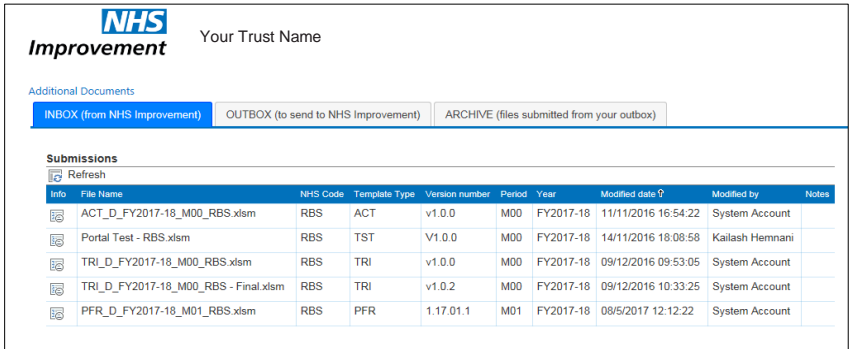 NHS
Improvement
Your Trust Name
Additional Documents
INBOX (from NHS Improvement) OUTBOX (to send to NHS Improvement) ARCHIVE (files submitted from your outbox)
Submissions
Refresh
Info File Name NHS Code Template Type Version number Period Year Modified date Modified by Notes
ACT_D_FY2017-18_M00_RBS.xlsm RBS ACT v1.0.0 M00 FY2017-18 11/11/2016 16:54:22 System Account
Portal Test - RBS.xlsm RBS TST V1.0.0 M00 FY2017-18 14/11/2016 18:08:58 Kailash Hemnani
TRI_D_FY2017-18_M00_RBS.xlsm RBS TRI v1.0.0 M00 FY2017-18 09/12/2016 09:53:05 System Account
TRI_D_FY2017-18_M00_RBS - Final.xlsm RBS TRI v1.0.2 M00 FY2017-18 09/12/2016 10:33:25 System Account
PFR_D_FY2017-18_M01_RBS.xlsm RBS PFR 1.17.01.1 M01 FY2017-18 08/5/2017 12:12:22 System Account